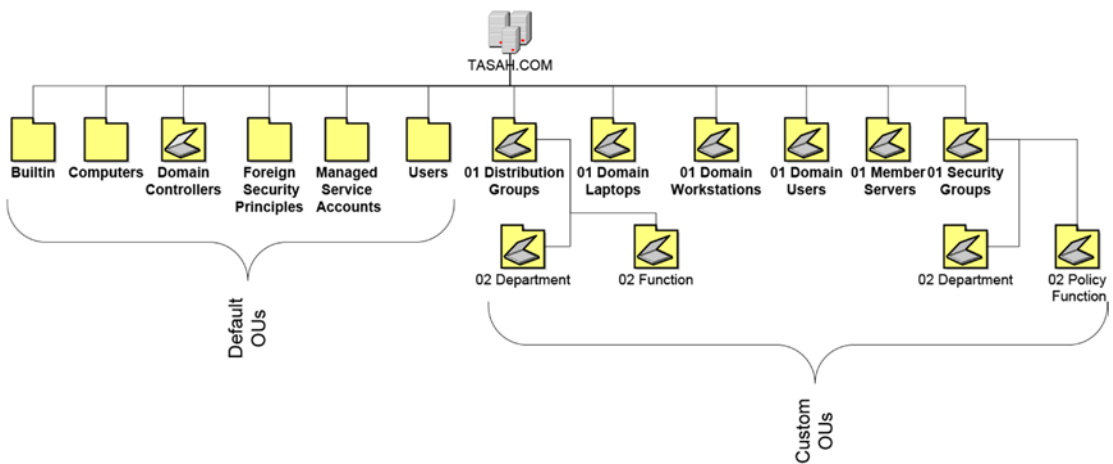 TASAH.COM
Builtin
Computers
Domain
Controllers
Foreign
Security
Principles
Managed
Service
Accounts
Users
01 Distribution
Groups
01 Domain
Laptops
01 Domain
Workstations
01 Domain
Users
01 Member
Servers
01 Security
Groups
02 Department
02 Function
02 Department
02 Policy
Function
Default
OUs
Custom
OUs